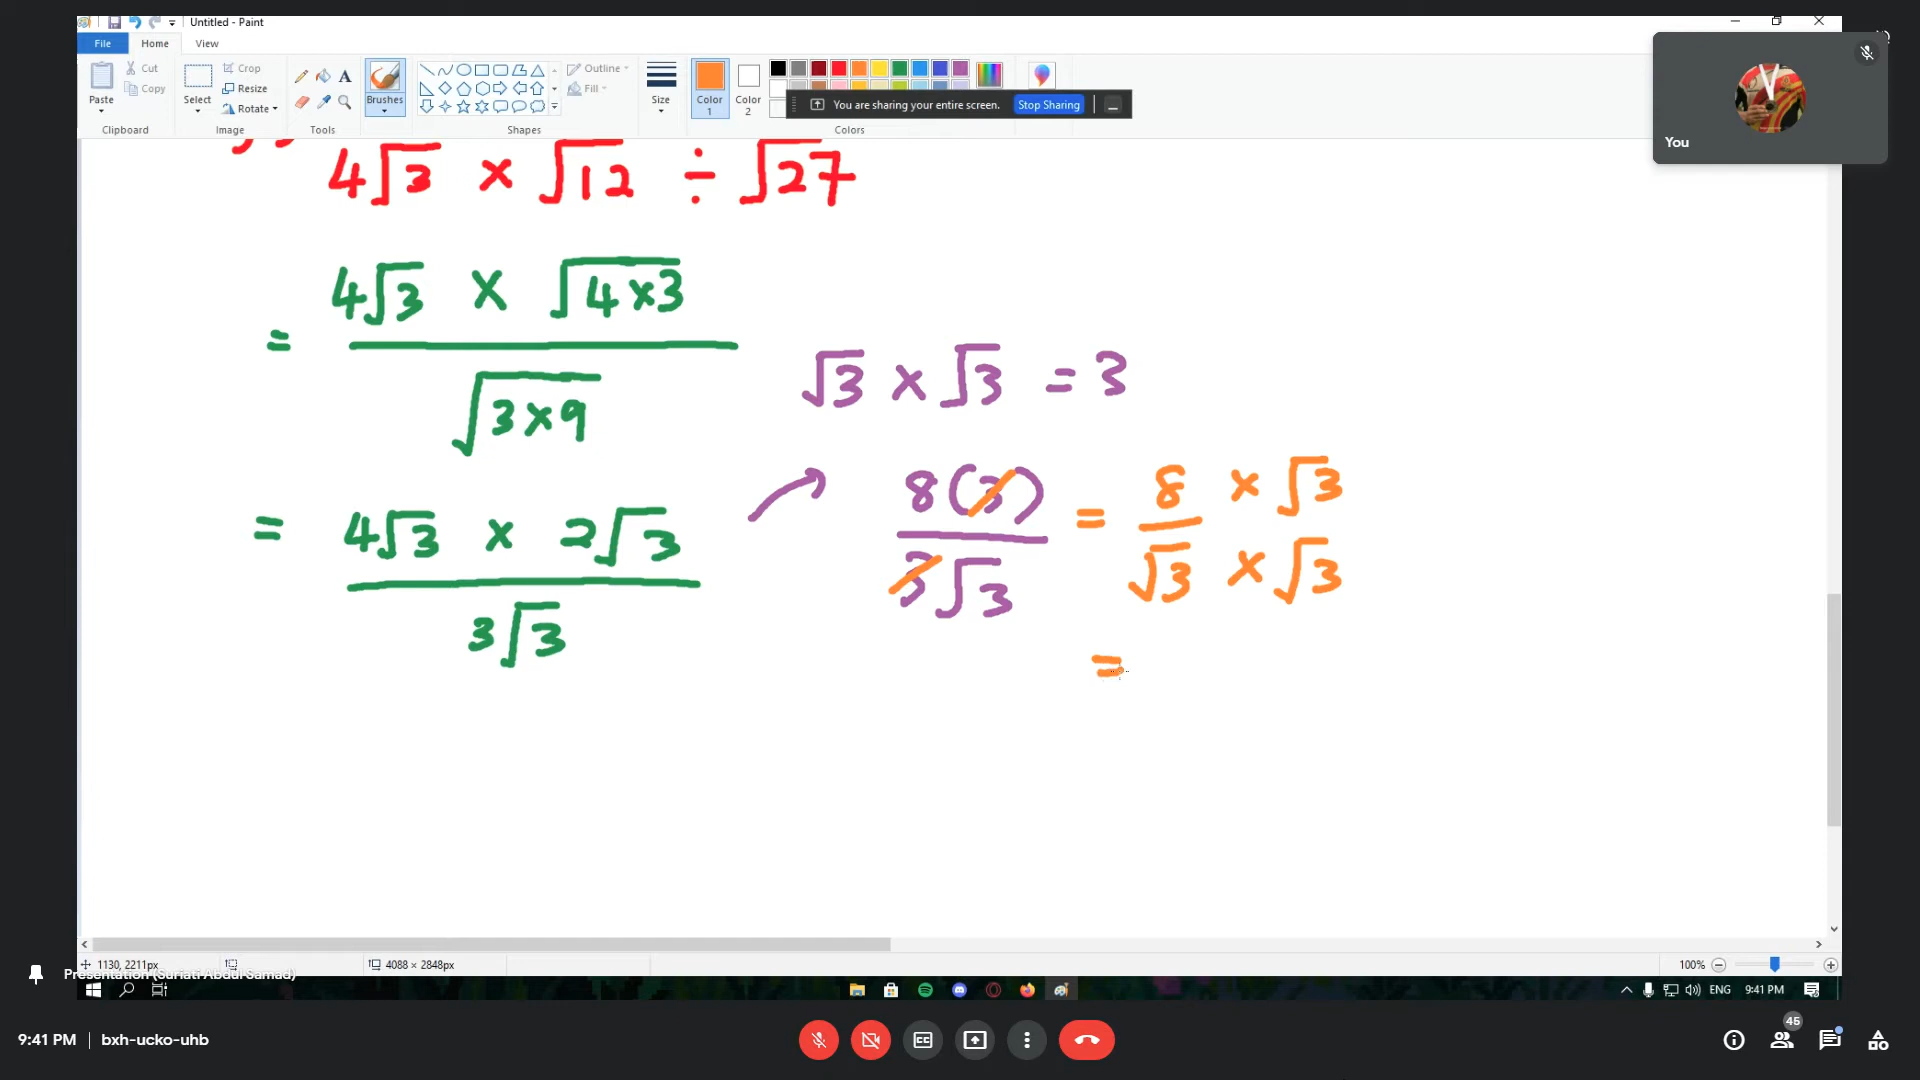 Untitled - Paint
File Home View
Paste
Cut
Copy
Clipboard
Select
Crop
Resize
Rotate
Image
Tools
Brushes
Shapes
Outline
Fill
Size
Color 1
Color 2
Colors
You are sharing your entire screen. Stop Sharing
You
4√3 × √12 ÷ √27
4√3 × √4×3
=
√3×9
√3 × √3 = 3
= 4√3 × 2√3
3√3
8(3) = 8 × √3
3√3 √3 × √3
=
1130, 2211px
4088 × 2848px
100%
Presentation (Suriati Abdul Samad)
ENG 9:41 PM
9:41 PM | bxh-ucko-uhb
45